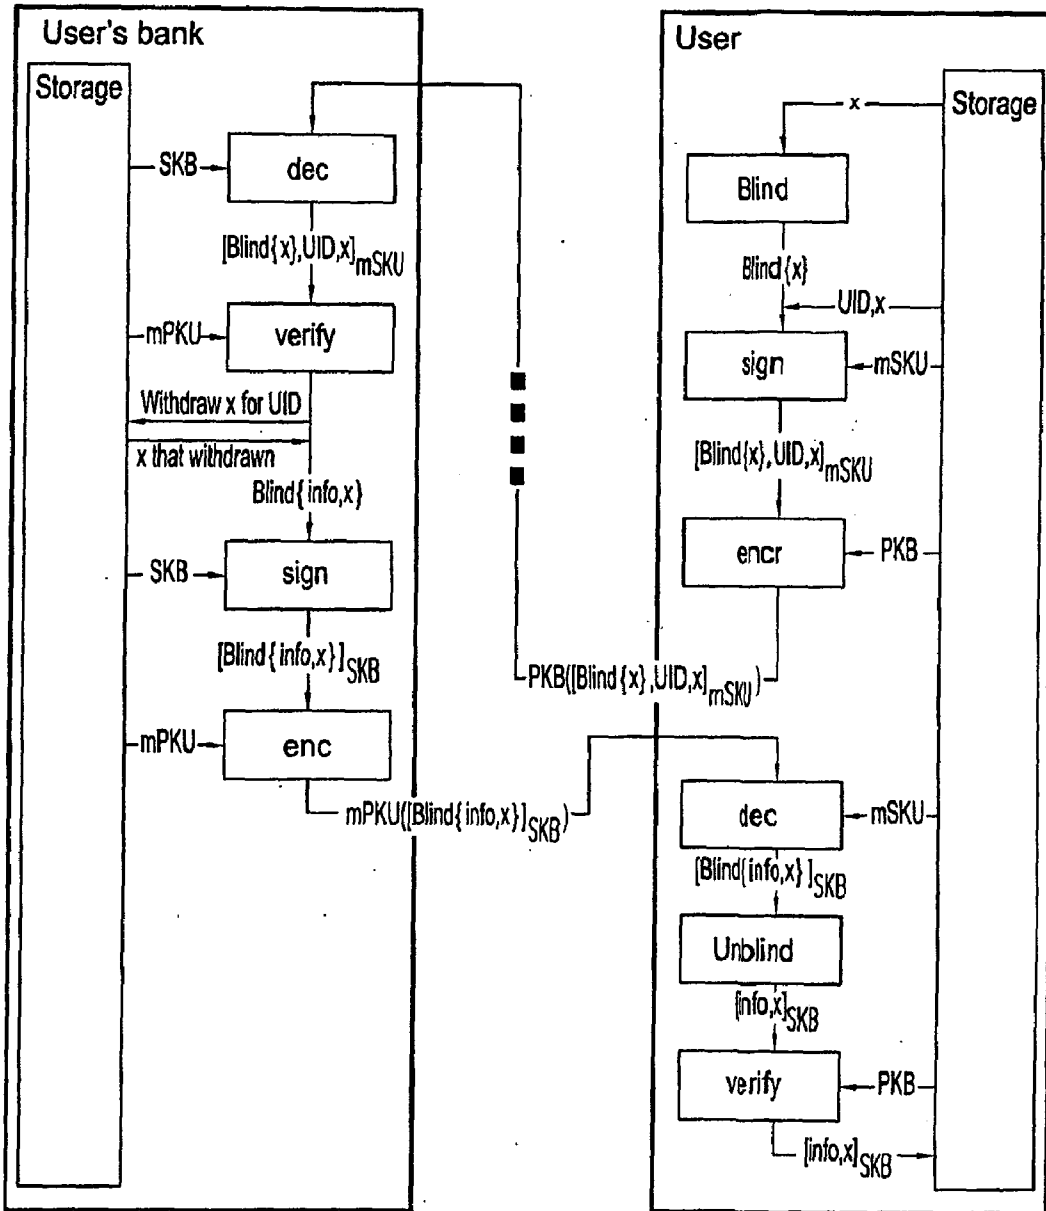 User's bank
Storage
SKB
dec
[Blind{x},UID,x]mSKU
mPKU
verify
Withdraw x for UID
x that withdrawn
Blind{info,x}
SKB
sign
[Blind{info,x}]SKB
mPKU
enc
mPKU([Blind{info,x}]SKB)
PKB([Blind{x},UID,x]mSKU)
User
Storage
x
Blind
Blind{x}
UID,x
sign
mSKU
[Blind{x},UID,x]mSKU
encr
PKB
dec
mSKU
[Blind{info,x}]SKB
Unblind
[info,x]SKB
verify
PKB
[info,x]SKB